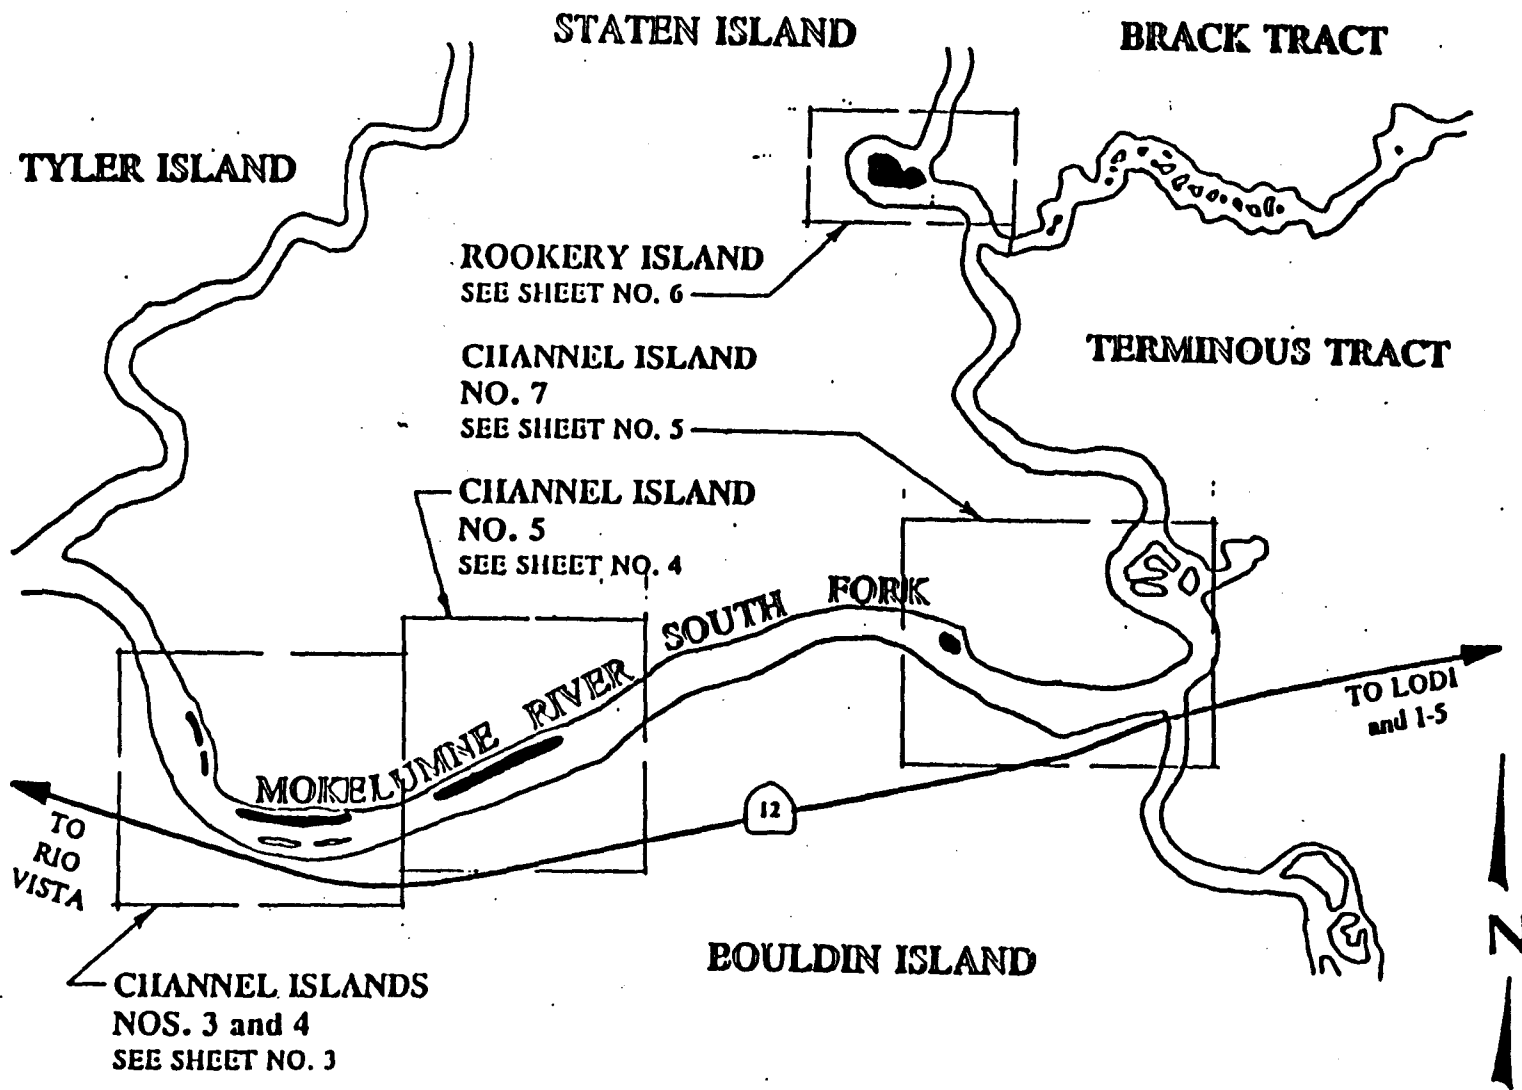 STATEN ISLAND
BRACK TRACT
TYLER ISLAND
ROOKERY ISLAND
SEE SHEET NO. 6
CHANNEL ISLAND
NO. 7
SEE SHEET NO. 5
TERMINOUS TRACT
CHANNEL ISLAND
NO. 5
SEE SHEET NO. 4
MOKELUMNE RIVER SOUTH FORK
TO LODI
and 1-5
12
TO
RIO
VISTA
BOULDIN ISLAND
N
CHANNEL ISLANDS
NOS. 3 and 4
SEE SHEET NO. 3